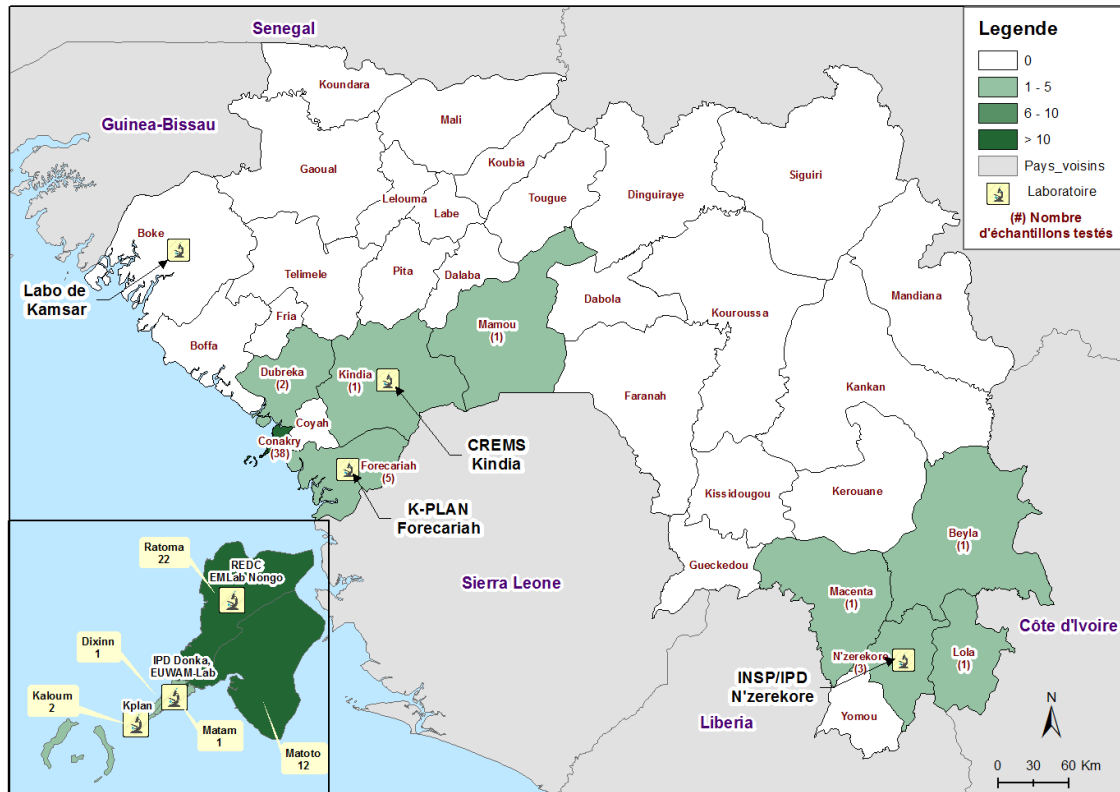 Senegal
Guinea-Bissau
Koundara
Mali
Gaoual
Koubia
Lelouma
Labe
Tougue
Dinguiraye
Siguiri
Boke
Labo de
Kamsar
Telimele
Pita
Dalaba
Fria
Boffa
Mamou
(1)
Dabola
Kouroussa
Mandiana
Dubreka
(2)
Kindia
(1)
Coyah
Conakry
(38)
Faranah
Kankan
CREMS
Kindia
Forecariah
(5)
K-PLAN
Forecariah
Kissidougou
Kerouane
Beyla
(1)
Gueckedou
Macenta
(1)
Sierra Leone
Côte d'Ivoire
N'zerekore
(3)
Lola
(1)
INSP/IPD
N'zerekore
Yomou
Liberia
Legende
0
1 - 5
6 - 10
> 10
Pays_voisins
Laboratoire
(#) Nombre
d'échantillons testés
Ratoma
22
REDC
EMLab Nongo
Dixinn
1
IPD Donka,
EUWAM-Lab
Kaloum
2
Kplan
Matam
1
Matoto
12
N
0 30 60 Km